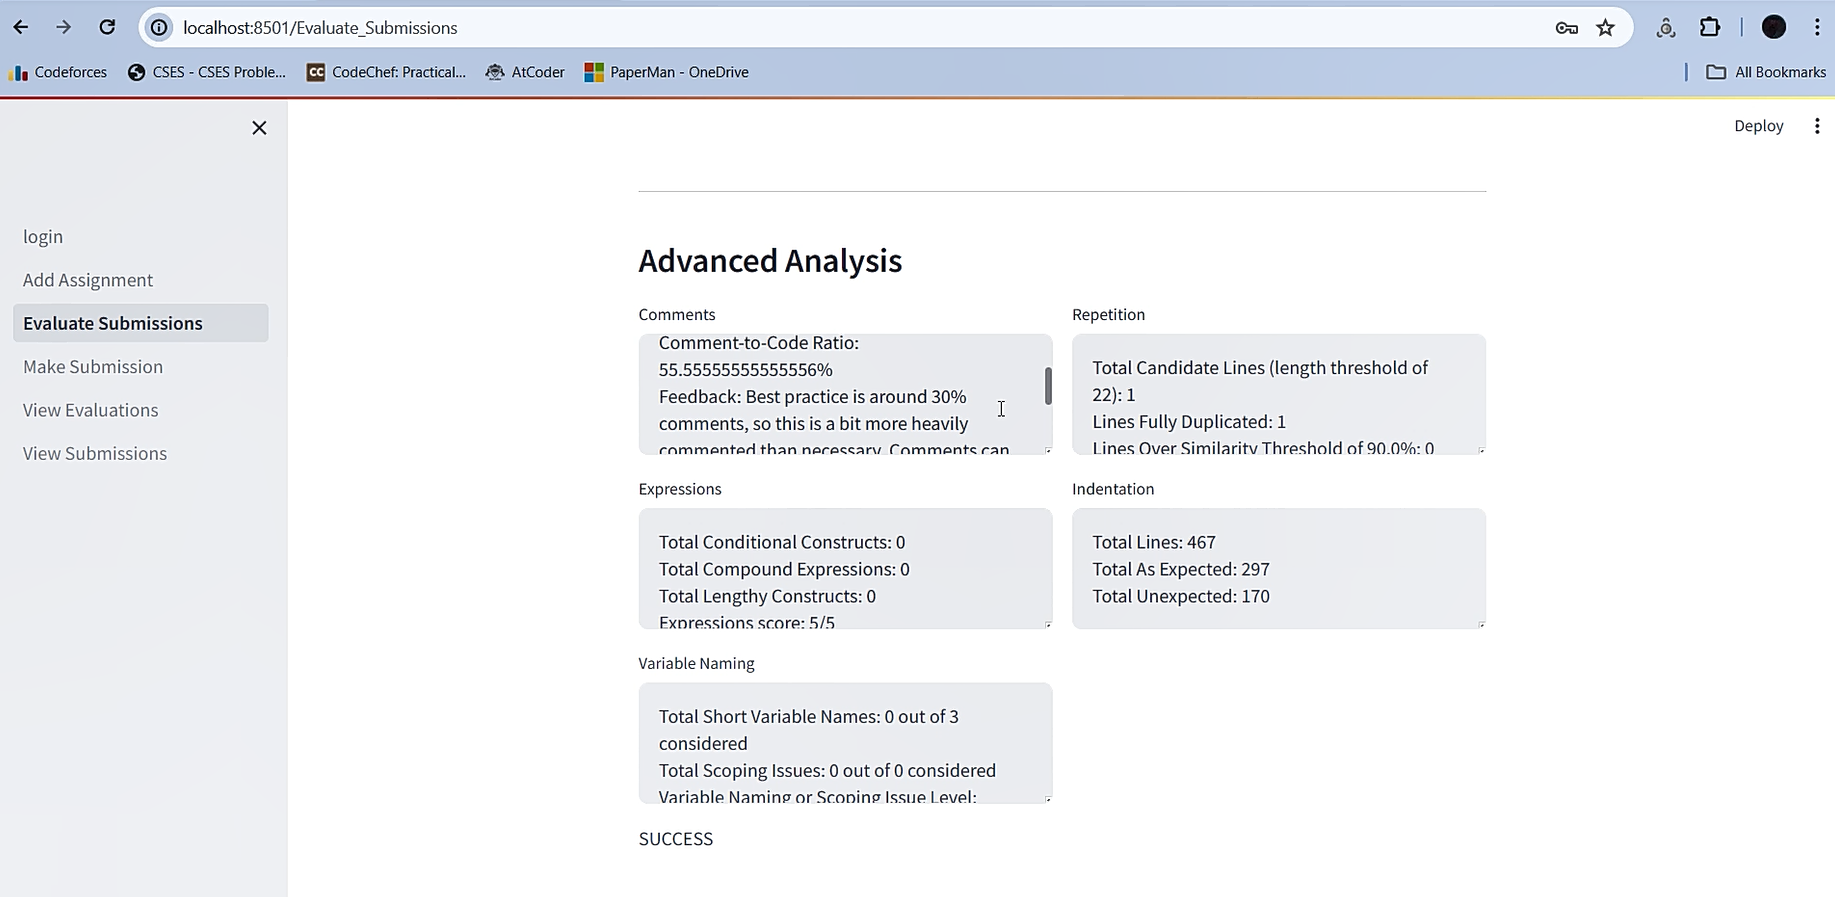 localhost:8501/Evaluate_Submissions
Codeforces
CSES - CSES Proble...
CC
CodeChef: Practical...
AtCoder
PaperMan - OneDrive
All Bookmarks
Deploy
login
Add Assignment
Evaluate Submissions
Make Submission
View Evaluations
View Submissions
Advanced Analysis
Comments
Comment-to-Code Ratio:
55.55555555555556%
Feedback: Best practice is around 30%
comments, so this is a bit more heavily
commented than necessary. Comments can
Repetition
Total Candidate Lines (length threshold of
22): 1
Lines Fully Duplicated: 1
Lines Over Similarity Threshold of 90.0%: 0
Expressions
Total Conditional Constructs: 0
Total Compound Expressions: 0
Total Lengthy Constructs: 0
Expressions score: 5/5
Indentation
Total Lines: 467
Total As Expected: 297
Total Unexpected: 170
Variable Naming
Total Short Variable Names: 0 out of 3
considered
Total Scoping Issues: 0 out of 0 considered
Variable Naming or Scoping Issue Level:
SUCCESS